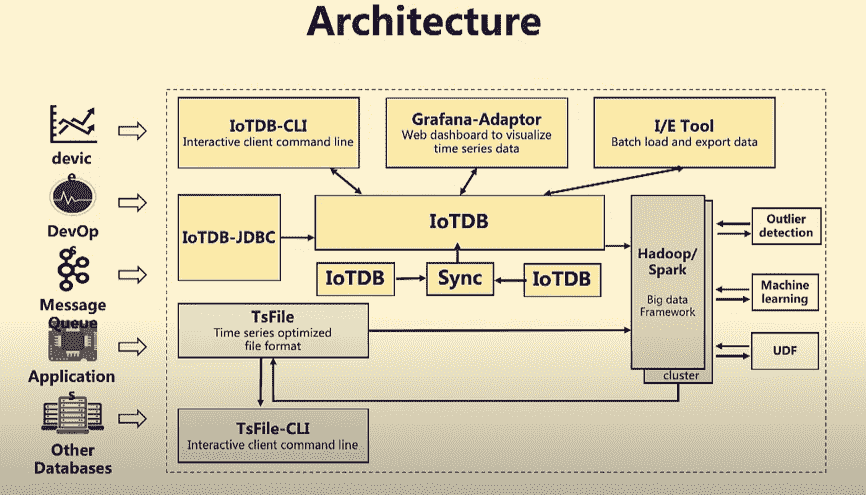 Architecture
devic
e
DevOp
s
Message
Queue
Application
s
Other
Databases
IoTDB-CLI
Interactive client command line
Grafana-Adaptor
Web dashboard to visualize
time series data
I/E Tool
Batch load and export data
IoTDB-JDBC
IoTDB
IoTDB
Sync
IoTDB
TsFile
Time series optimized
file format
TsFile-CLI
Interactive client command line
Hadoop/
Spark
Big data
Framework
cluster
Outlier
detection
Machine
learning
UDF